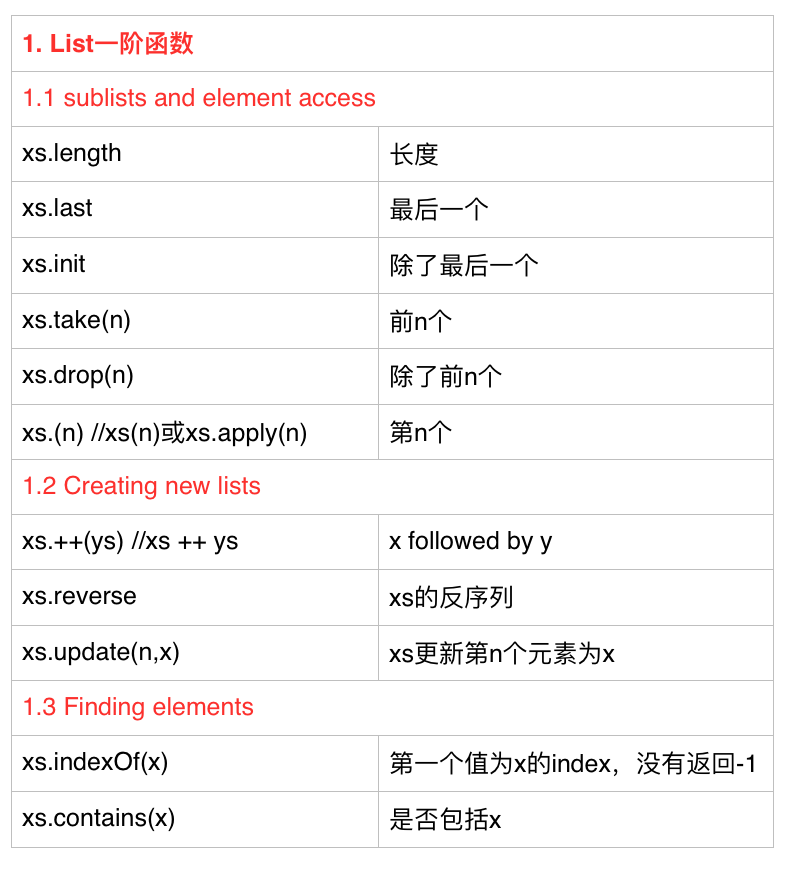 1. List一阶函数
1.1 sublists and element access
xs.length 长度
xs.last 最后一个
xs.init 除了最后一个
xs.take(n) 前n个
xs.drop(n) 除了前n个
xs.(n) //xs(n)或xs.apply(n) 第n个
1.2 Creating new lists
xs.++(ys) //xs ++ ys x followed by y
xs.reverse xs的反序列
xs.update(n,x) xs更新第n个元素为x
1.3 Finding elements
xs.indexOf(x) 第一个值为x的index，没有返回-1
xs.contains(x) 是否包括x